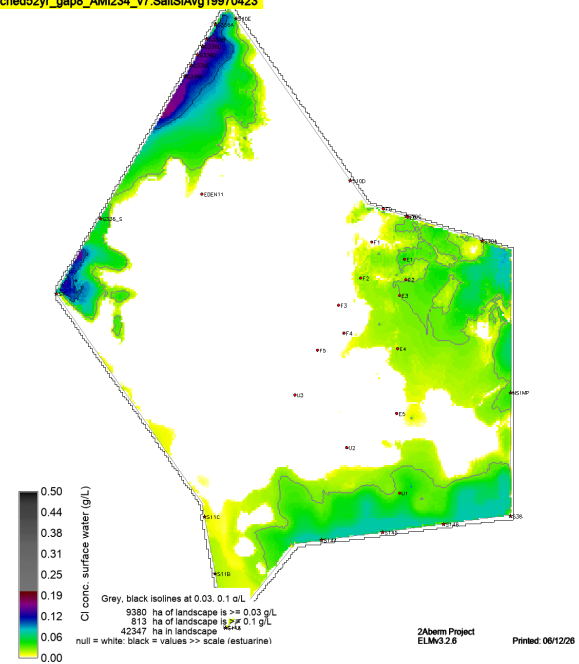 ched52yr_gap8_AMI234_v7.SaltSfAvg19970423
S10E
S10D
EDEN11
F1
E1
F2
E2
E3
F3
F4
F5
E4
U3
NSIMP
E5
U2
U1
S11C
S38
S11B
0.50
0.44
0.38
0.31
0.25
0.19
0.12
0.06
0.00
Cl conc. surface water (g/L)
Grey, black isolines at 0.03, 0.1 g/L
9380 ha of landscape is >= 0.03 g/L
813 ha of landscape is >= 0.1 g/L
42347 ha in landscape
null = white: black = values >> scale (estuarine)
2Aberm Project
ELMv3.2.6
Printed: 06/12/26